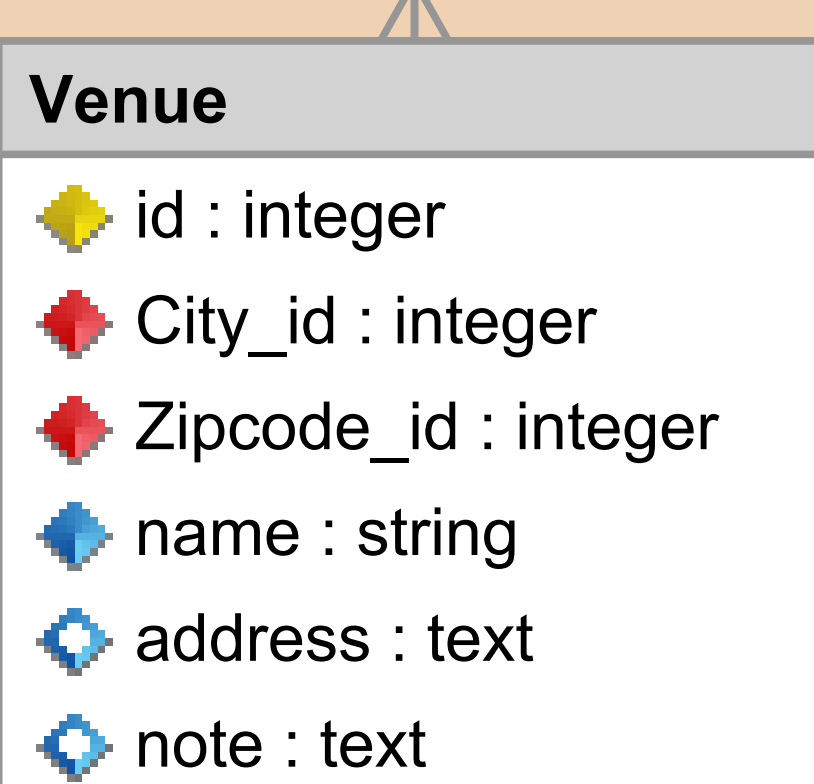 Venue
id : integer
City_id : integer
Zipcode_id : integer
name : string
address : text
note : text